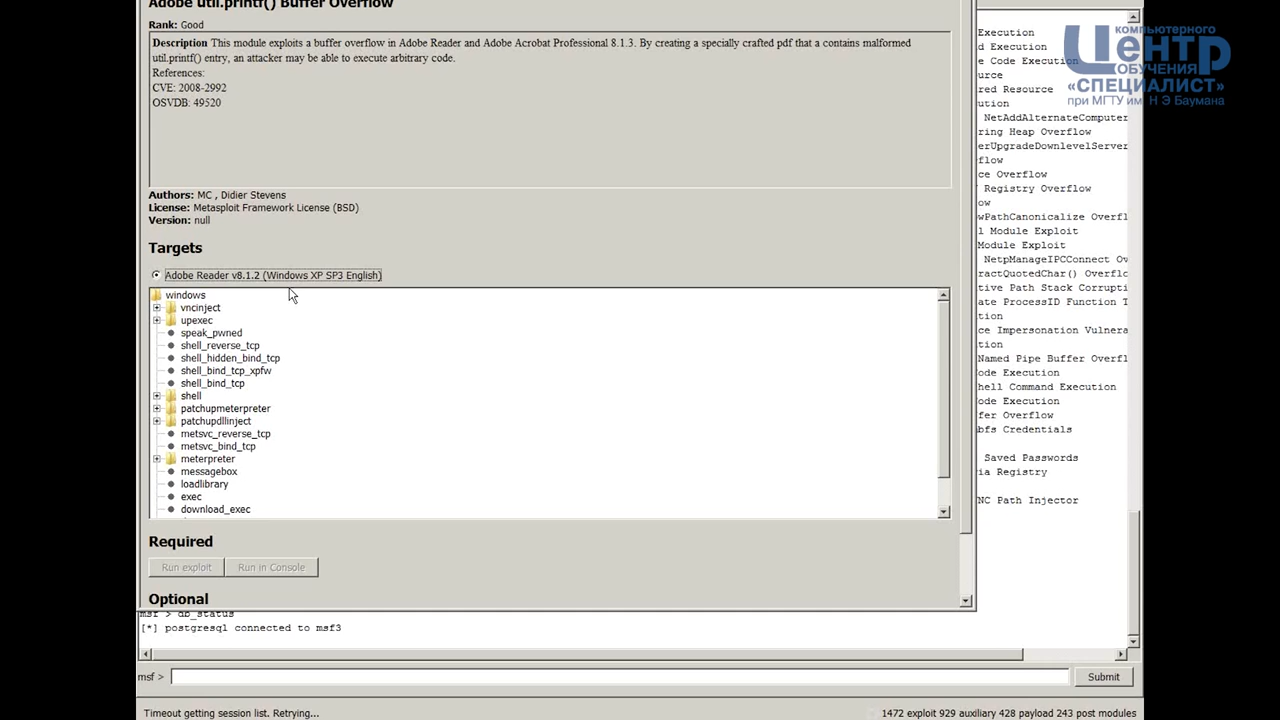 Adobe util.printf() Buffer Overflow
Rank: Good
Description This module exploits a buffer overflow in Adobe Reader and Adobe Acrobat Professional 8.1.3. By creating a specially crafted pdf that a contains malformed
util.printf() entry, an attacker may be able to execute arbitrary code.
References:
CVE: 2008-2992
OSVDB: 49520
Authors: MC , Didier Stevens
License: Metasploit Framework License (BSD)
Version: null
Targets
Adobe Reader v8.1.2 (Windows XP SP3 English)
windows
vncinject
upexec
speak_pwned
shell_reverse_tcp
shell_hidden_bind_tcp
shell_bind_tcp_xpfw
shell_bind_tcp
shell
patchupmeterpreter
patchupdllinject
metsvc_reverse_tcp
metsvc_bind_tcp
meterpreter
messagebox
loadlibrary
exec
download_exec
Required
Run exploit Run in Console
Optional
msf > db_status
[*] postgresql connected to msf3
msf >
Submit
Timeout getting session list. Retrying...
1472 exploit 929 auxiliary 428 payload 243 post modules
компьютерного
Центр
ОБУЧЕНИЯ
«СПЕЦИАЛИСТ»
при МГТУ им. Н Э Баумана
Execution
d Execution
e Code Execution
ource
red Resource
ution
NetAddAlternateComputer
ring Heap Overflow
erUpgradeDownlevelServer
flow
ce Overflow
Registry Overflow
ow
wPathCanonicalize Overfl
l Module Exploit
Module Exploit
NetpManageIPCConnect Ov
ractQuotedChar() Overflo
tive Path Stack Corrupti
ate ProcessID Function T
tion
ce Impersonation Vulnera
tion
Named Pipe Buffer Overfl
ode Execution
hell Command Execution
ode Execution
fer Overflow
bfs Credentials
Saved Passwords
ia Registry
NC Path Injector